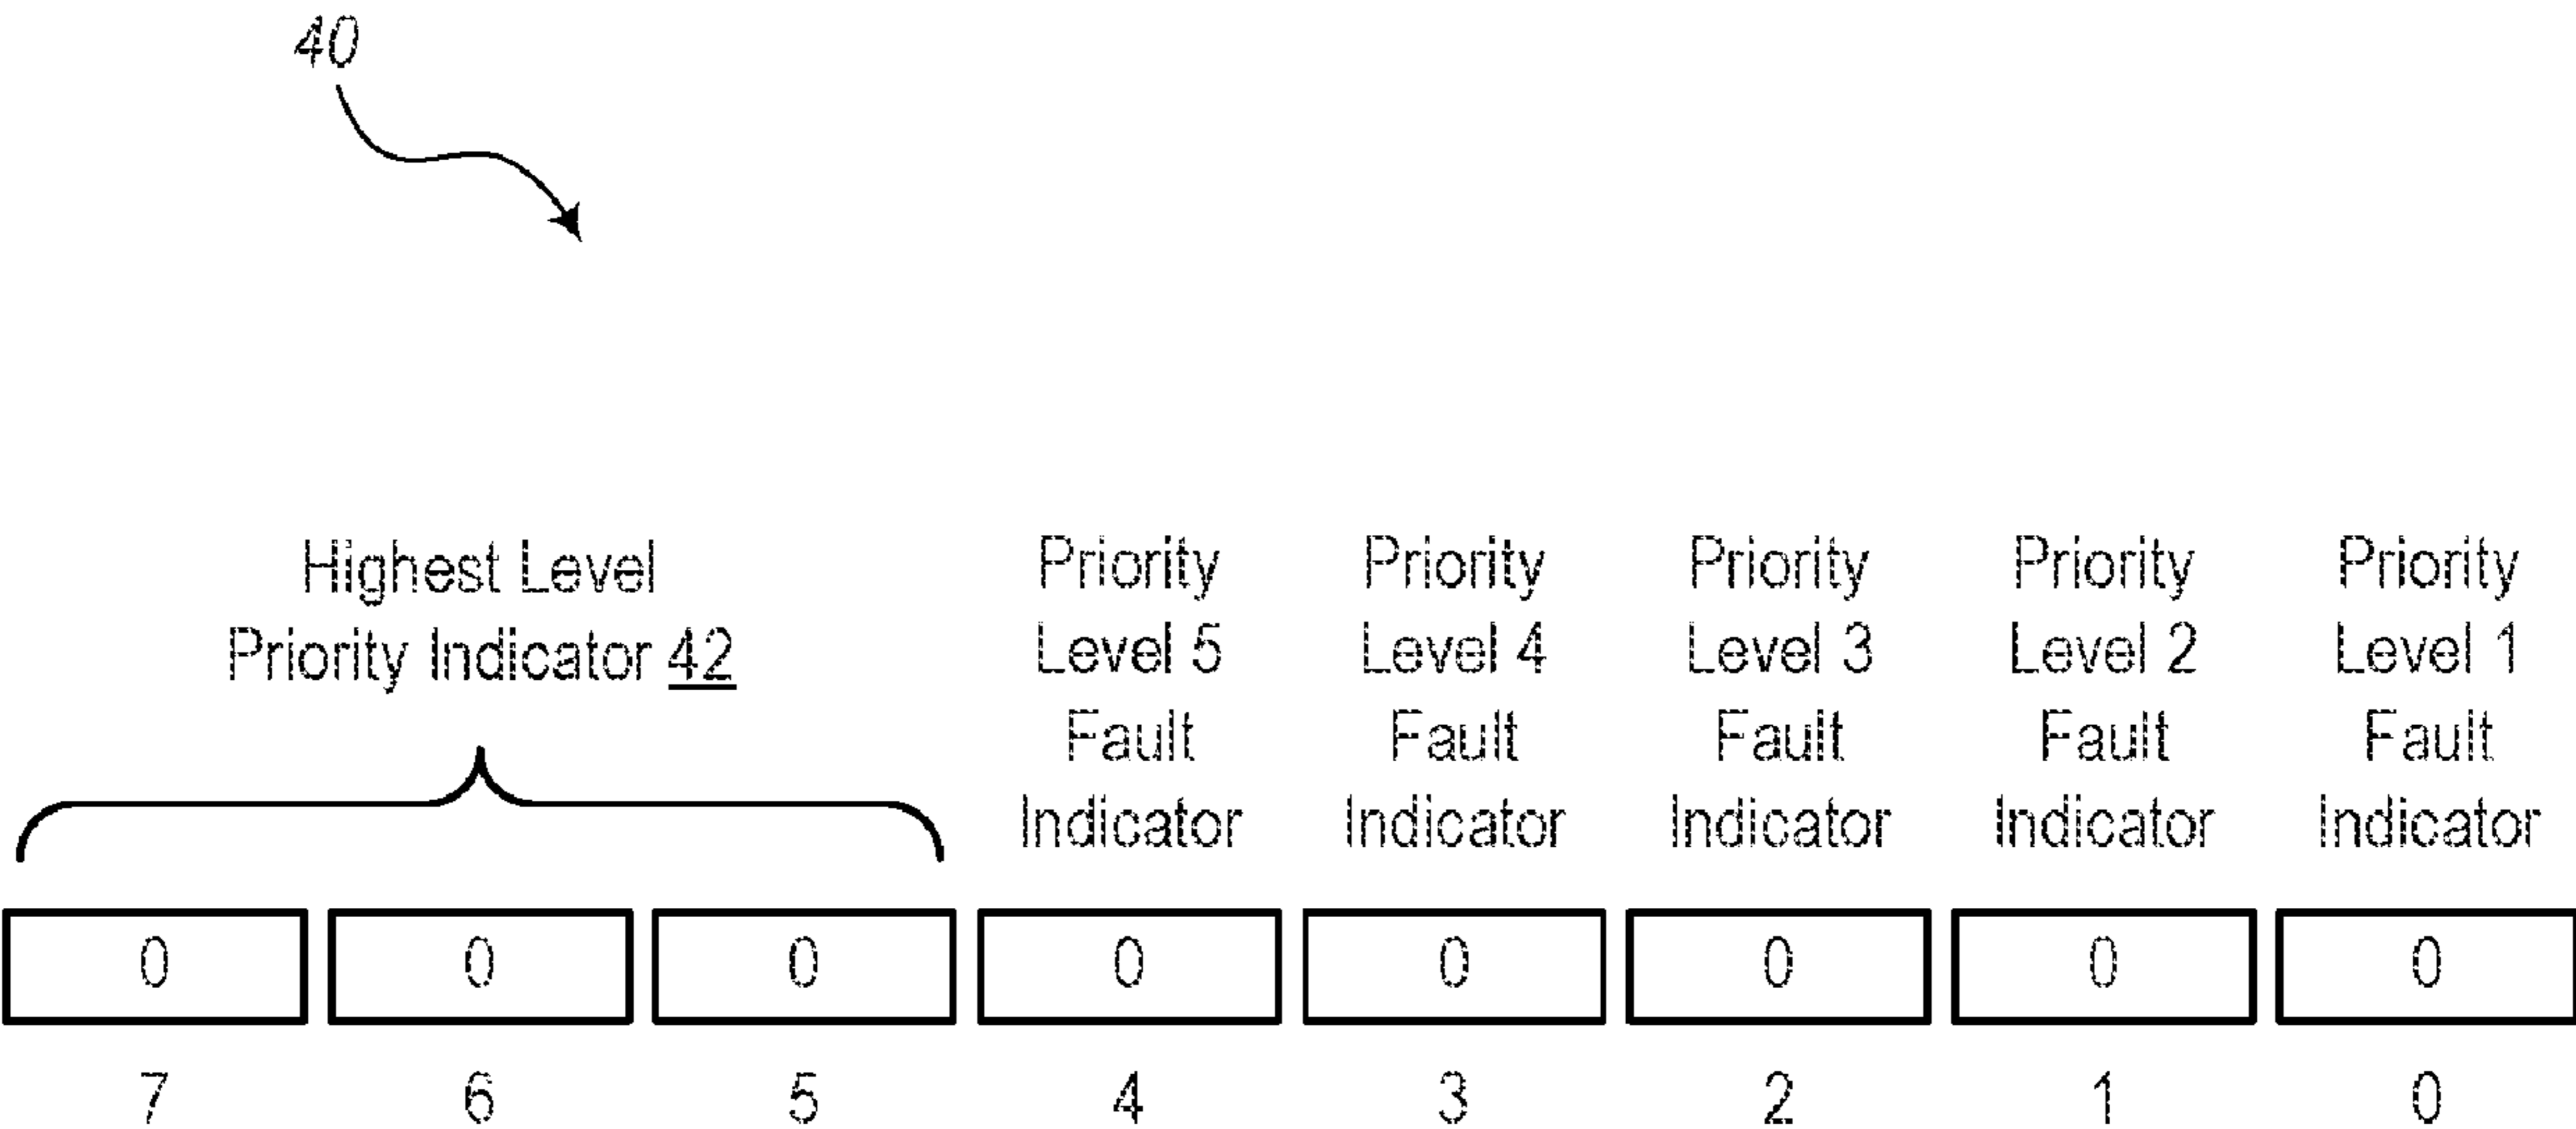 40
Highest Level
Priority Indicator 42
Priority
Level 5
Fault
Indicator
Priority
Level 4
Fault
Indicator
Priority
Level 3
Fault
Indicator
Priority
Level 2
Fault
Indicator
Priority
Level 1
Fault
Indicator
0 0 0 0 0 0 0 0
7 6 5 4 3 2 1 0